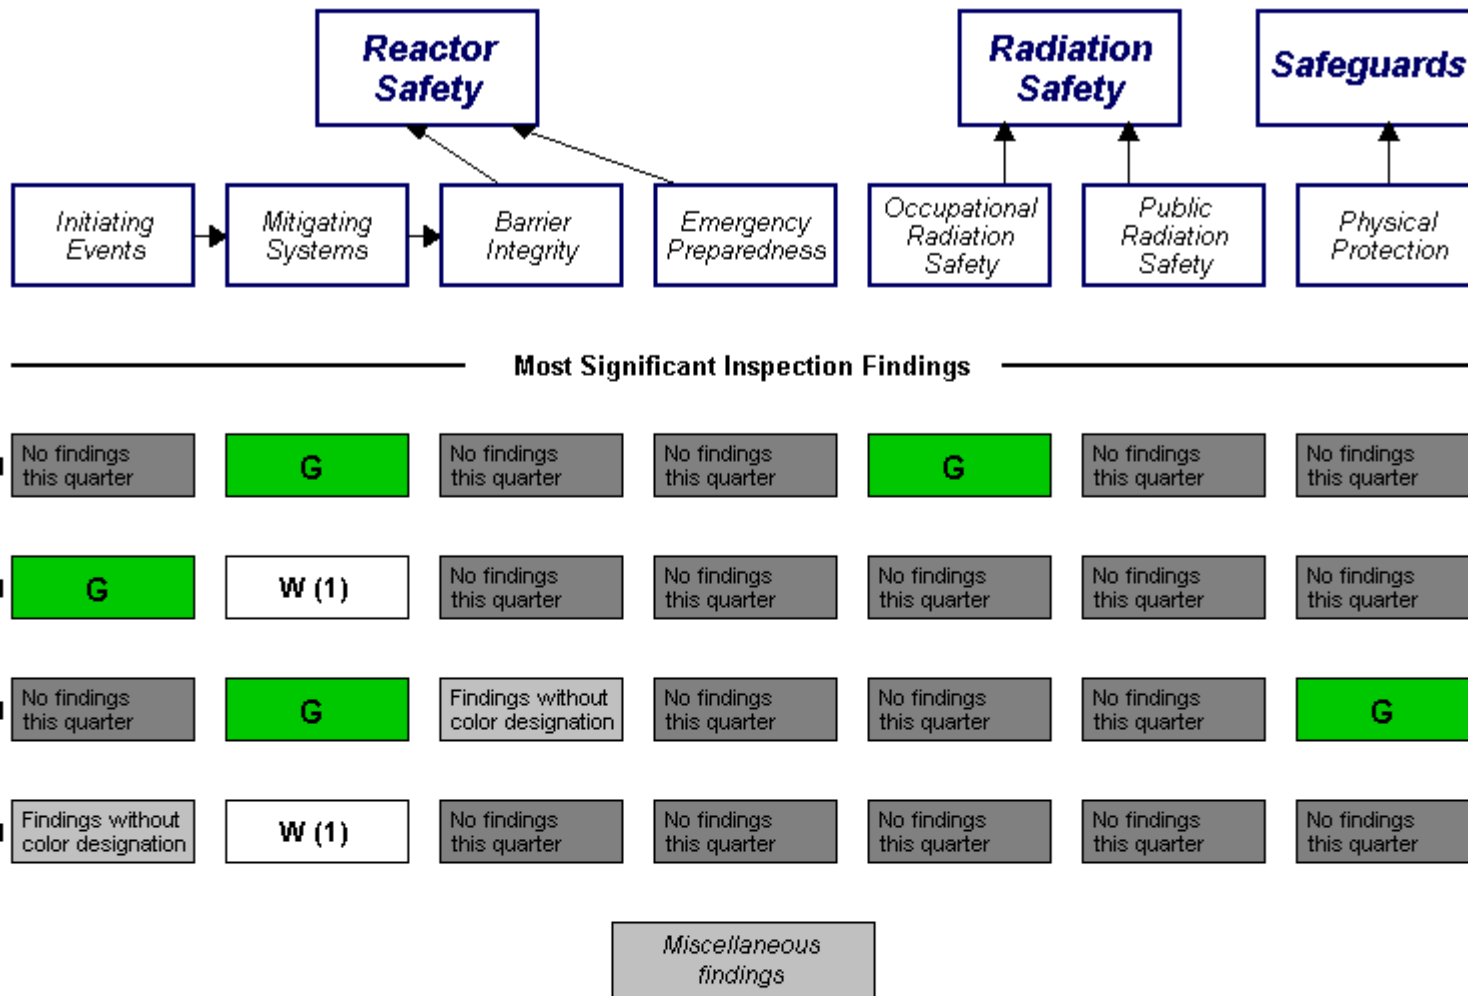 Reactor
Safety
Radiation
Safety
Safeguards
Initiating
Events
Mitigating
Systems
Barrier
Integrity
Emergency
Preparedness
Occupational
Radiation
Safety
Public
Radiation
Safety
Physical
Protection
Most Significant Inspection Findings
No findings
this quarter
G
No findings
this quarter
No findings
this quarter
G
No findings
this quarter
No findings
this quarter
G
W (1)
No findings
this quarter
No findings
this quarter
No findings
this quarter
No findings
this quarter
No findings
this quarter
No findings
this quarter
G
Findings without
color designation
No findings
this quarter
No findings
this quarter
No findings
this quarter
G
Findings without
color designation
W (1)
No findings
this quarter
No findings
this quarter
No findings
this quarter
No findings
this quarter
No findings
this quarter
Miscellaneous
findings